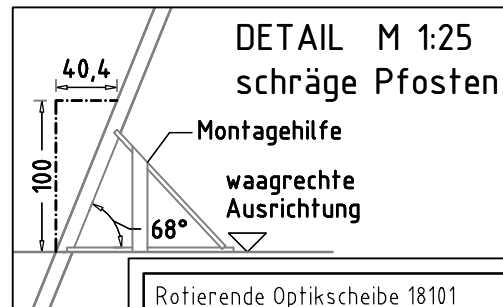 DETAIL M 1:25
schräge Pfosten
40,4
100
Montagehilfe
waagrechte
Ausrichtung
68°
Rotierende Optikscheibe 18101